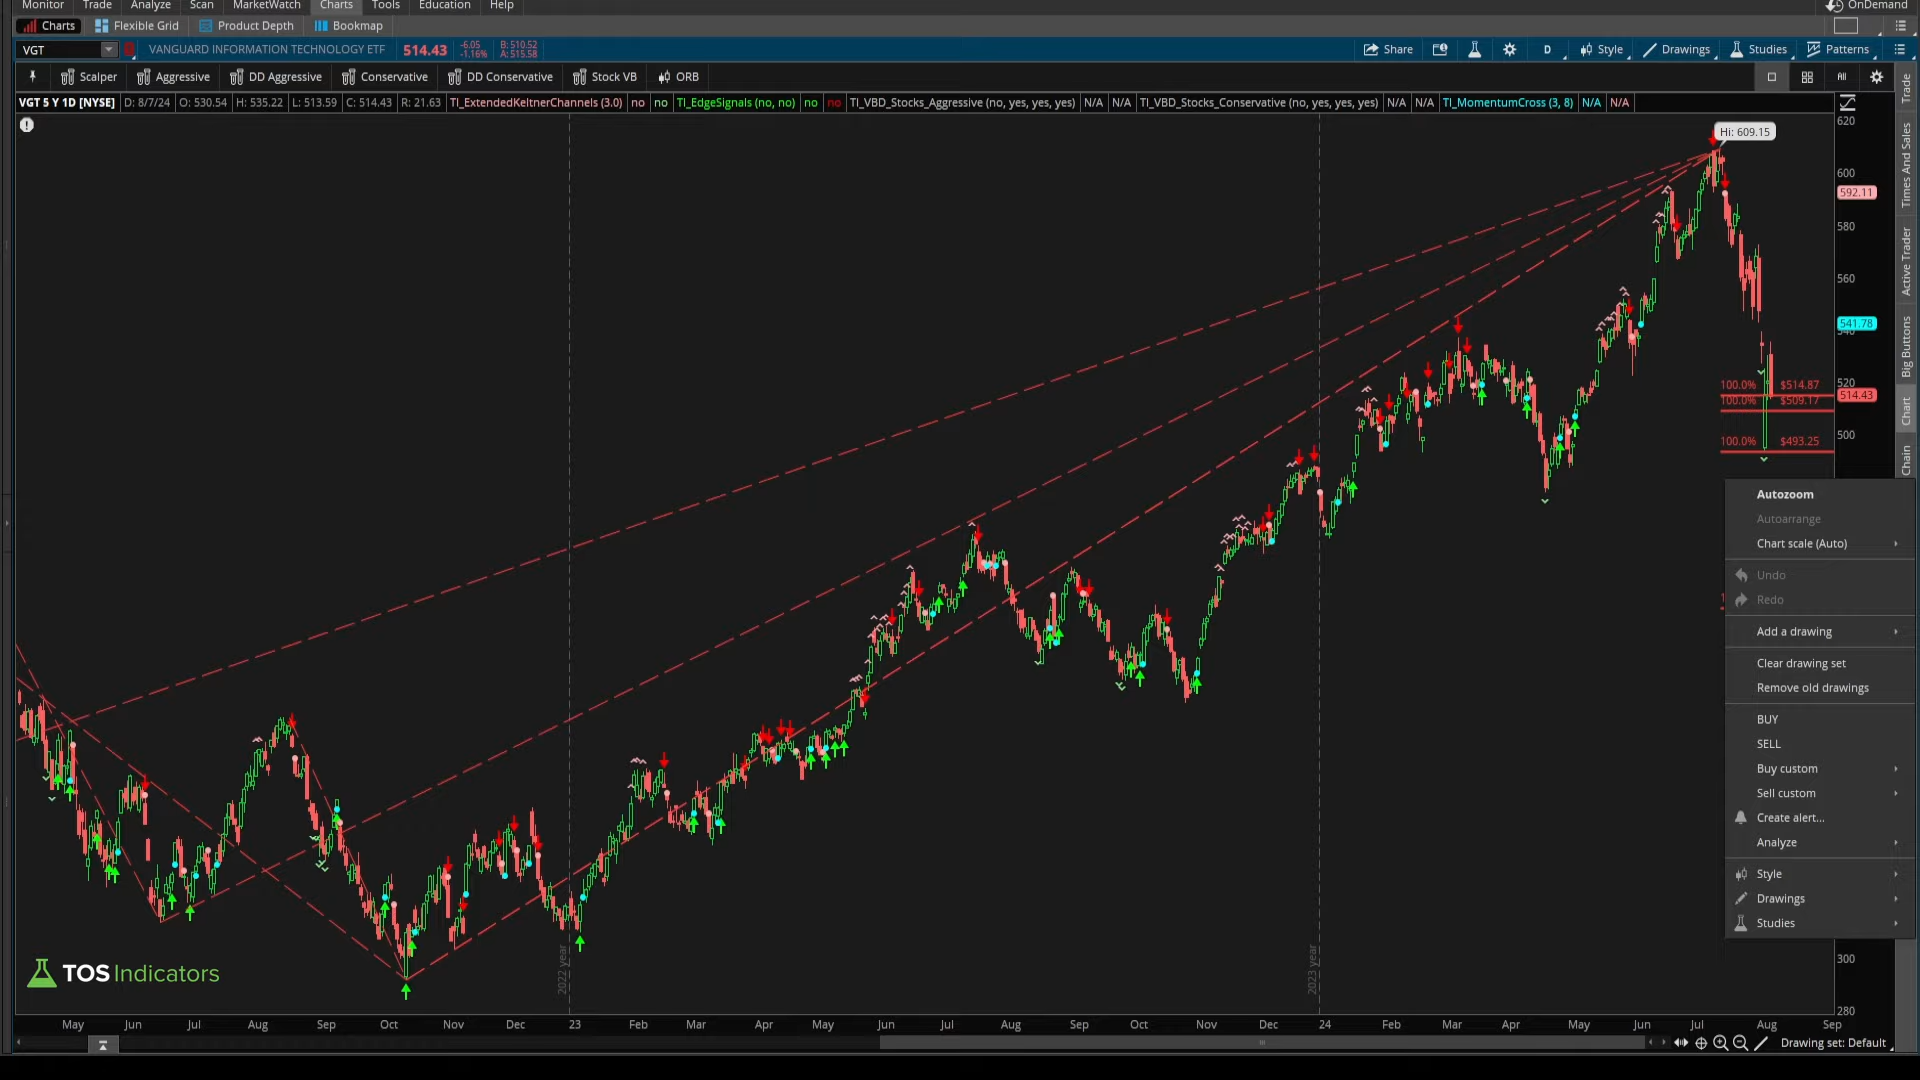 Monitor Trade Analyze Scan MarketWatch Charts Tools Education Help OnDemand
Charts Flexible Grid Product Depth Bookmap
VGT VANGUARD INFORMATION TECHNOLOGY ETF 514.43 -6.05 B: 510.52 Share D Style Drawings Studies Patterns
-1.16% A: 515.58
Scalper Aggressive DD Aggressive Conservative DD Conservative Stock VB ORB All
VGT 5 Y 1D [NYSE] D: 8/7/24 O: 530.54 H: 535.22 L: 513.59 C: 514.43 R: 21.63 TI_ExtendedKeltnerChannels (3.0) no no TI_EdgeSignals (no, no) no no TI_VBD_Stocks_Aggressive (no, yes, yes, yes) N/A N/A TI_VBD_Stocks_Conservative (no, yes, yes, yes) N/A N/A TI_MomentumCross (3, 8) N/A N/A
Hi: 609.15
620
600
592.11
580
560
541.78
540
520
514.43
500
100.0% $514.87
100.0% $509.17
100.0% $493.25
Trade
Times And Sales
Active Trader
Big Buttons
Chart
Chain
Autozoom
Autoarrange
Chart scale (Auto)
Undo
Redo
Add a drawing
Clear drawing set
Remove old drawings
BUY
SELL
Buy custom
Sell custom
Create alert...
Analyze
Style
Drawings
Studies
300
280
2022 year
2023 year
TOS Indicators
May Jun Jul Aug Sep Oct Nov Dec 23 Feb Mar Apr May Jun Jul Aug Sep Oct Nov Dec 24 Feb Mar Apr May Jun Jul Aug Sep
Drawing set: Default